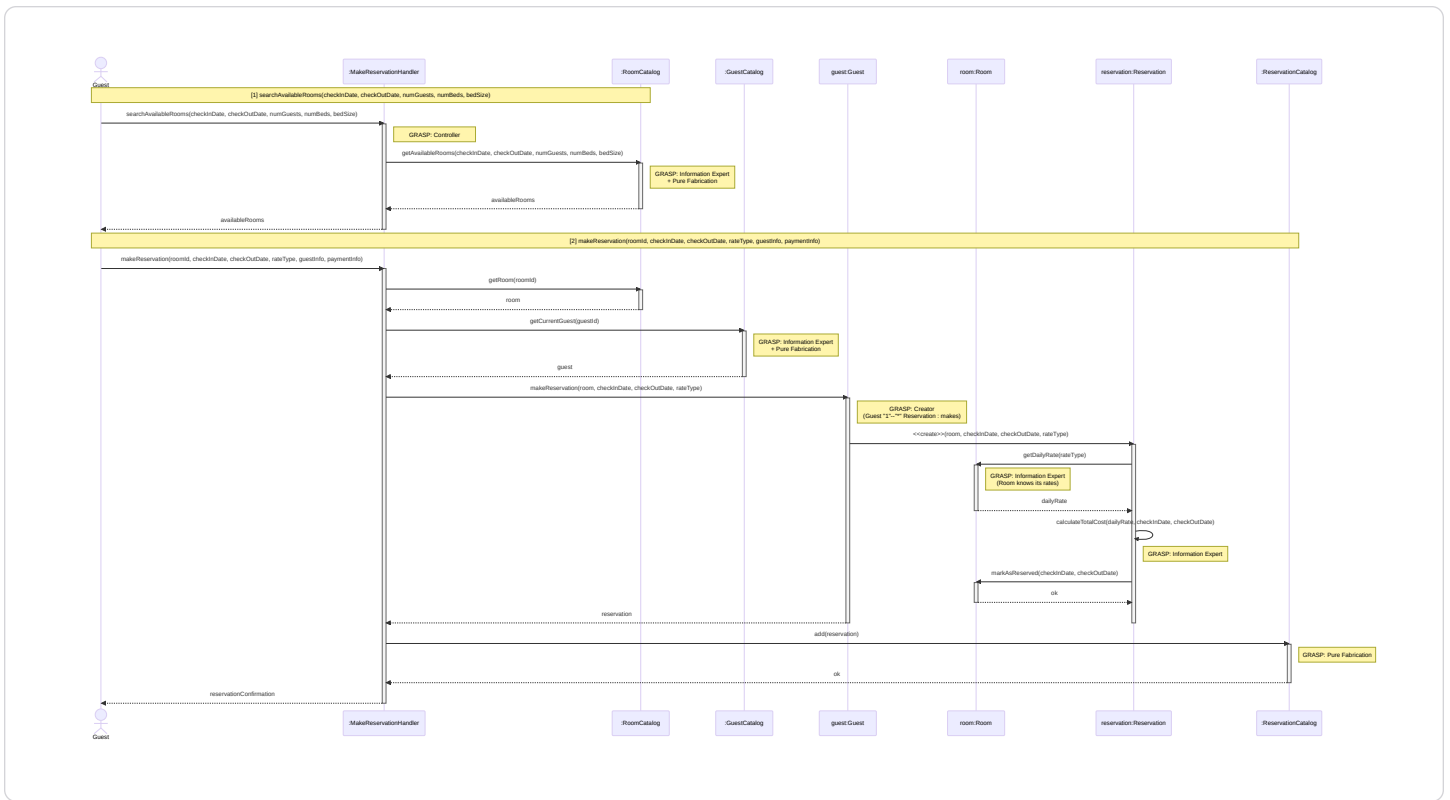 :MakeReservationHandler
:RoomCatalog
:GuestCatalog
guest:Guest
room:Room
reservation:Reservation
:ReservationCatalog
Guest
[1] searchAvailableRooms(checkInDate, checkOutDate, numGuests, numBeds, bedSize)
searchAvailableRooms(checkInDate, checkOutDate, numGuests, numBeds, bedSize)
GRASP: Controller
getAvailableRooms(checkInDate, checkOutDate, numGuests, numBeds, bedSize)
GRASP: Information Expert
+ Pure Fabrication
availableRooms
availableRooms
[2] makeReservation(roomId, checkInDate, checkOutDate, rateType, guestInfo, paymentInfo)
makeReservation(roomId, checkInDate, checkOutDate, rateType, guestInfo, paymentInfo)
getRoom(roomId)
room
getCurrentGuest(guestId)
GRASP: Information Expert
+ Pure Fabrication
guest
makeReservation(room, checkInDate, checkOutDate, rateType)
GRASP: Creator
(Guest "1"--"*" Reservation : makes)
<<create>>(room, checkInDate, checkOutDate, rateType)
getDailyRate(rateType)
GRASP: Information Expert
(Room knows its rates)
dailyRate
calculateTotalCost(dailyRate, checkInDate, checkOutDate)
GRASP: Information Expert
markAsReserved(checkInDate, checkOutDate)
ok
reservation
add(reservation)
GRASP: Pure Fabrication
ok
reservationConfirmation
:MakeReservationHandler
:RoomCatalog
:GuestCatalog
guest:Guest
room:Room
reservation:Reservation
:ReservationCatalog
Guest